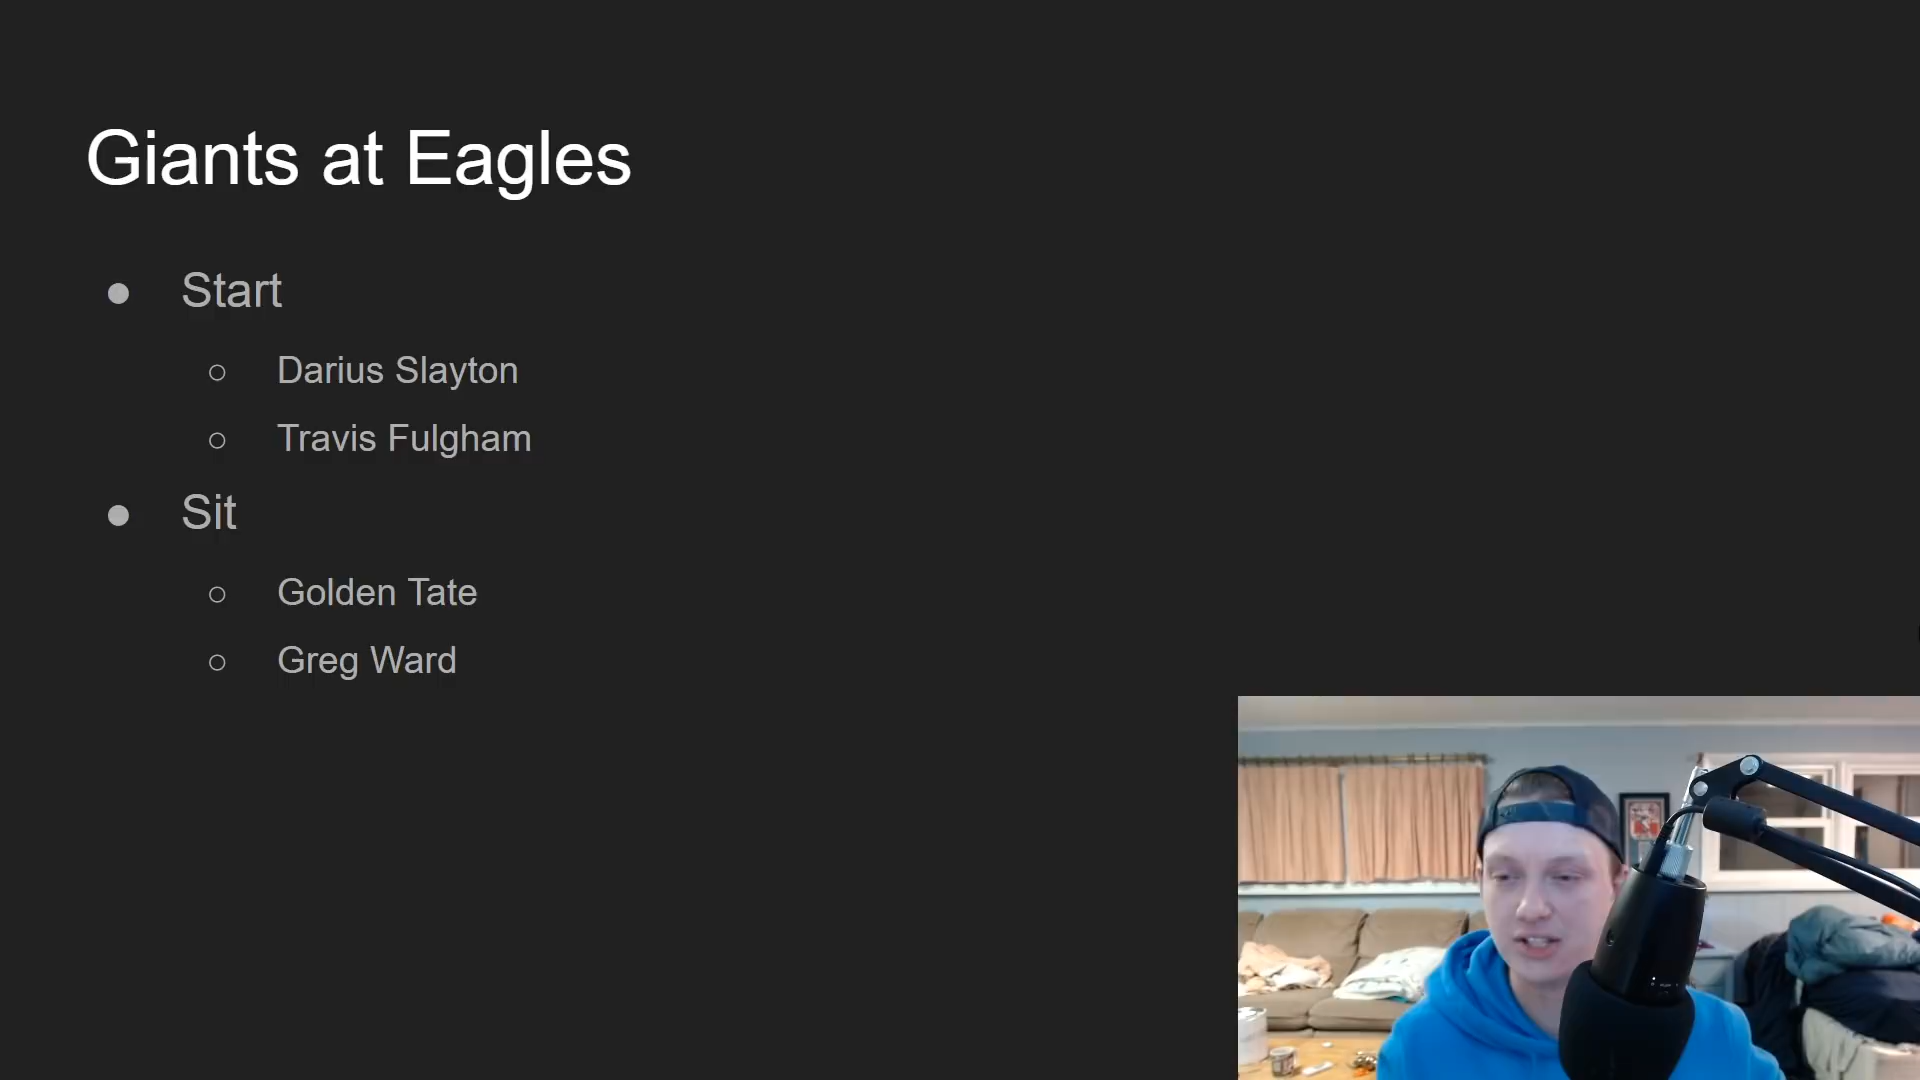 Giants at Eagles
Start
Darius Slayton
Travis Fulgham
Sit
Golden Tate
Greg Ward